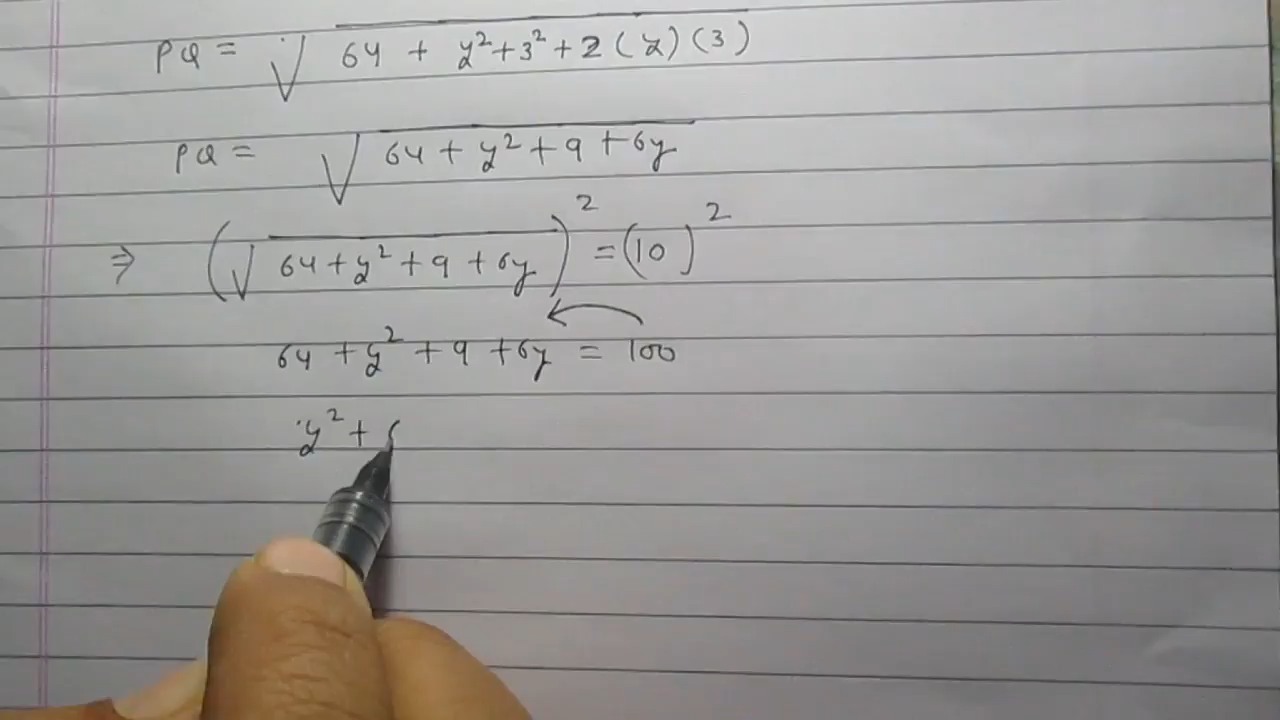 PQ = √64 + y²+3²+2(y)(3)
PQ = √64 + y² + 9 + 6y
⇒ (√64+y²+9+6y)² = (10)²
64 + y² + 9 + 6y = 100
y² +